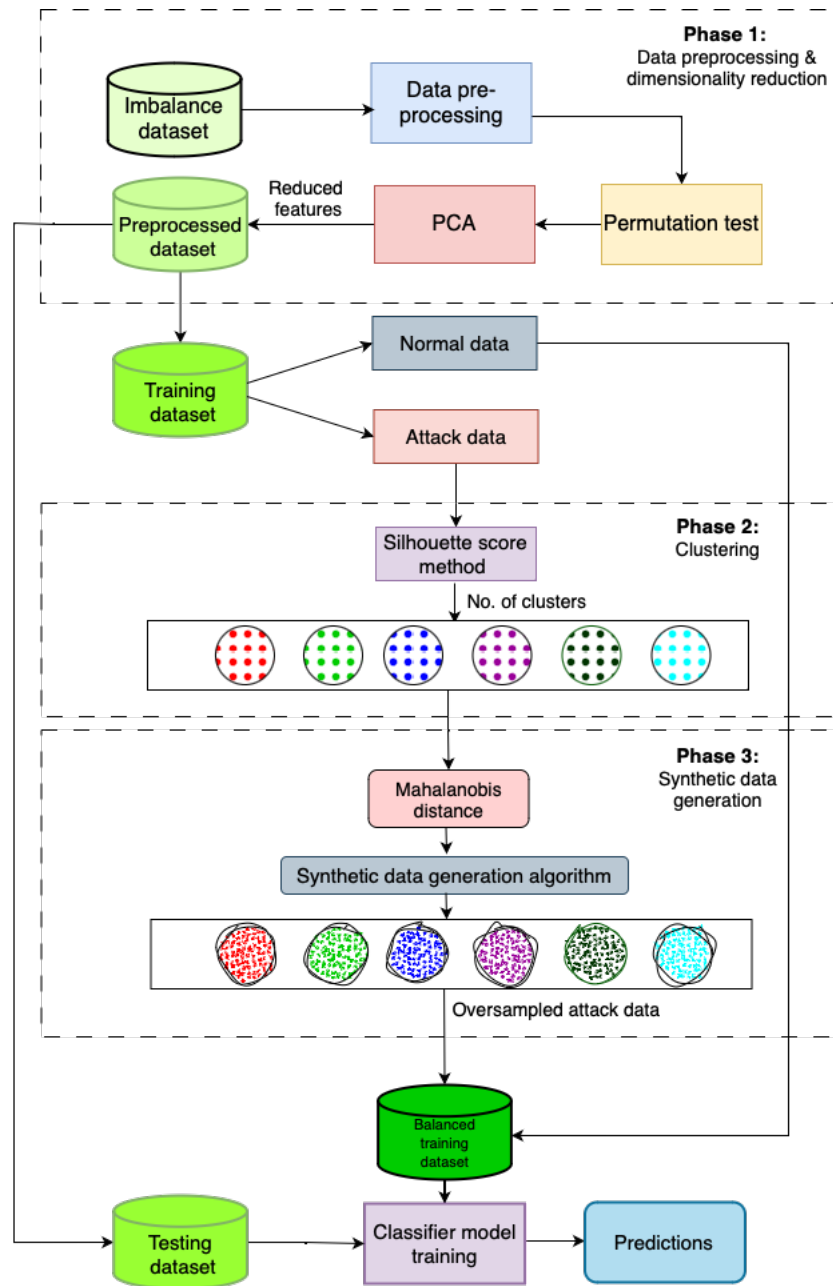 Phase 1:
Data preprocessing &
dimensionality reduction
Imbalance
dataset
Data pre-
processing
Reduced
features
Preprocessed
dataset
PCA
Permutation test
Normal data
Training
dataset
Attack data
Phase 2:
Clustering
Silhouette score
method
No. of clusters
Phase 3:
Synthetic data
generation
Mahalanobis
distance
Synthetic data generation algorithm
Oversampled attack data
Balanced
training
dataset
Testing
dataset
Classifier model
training
Predictions